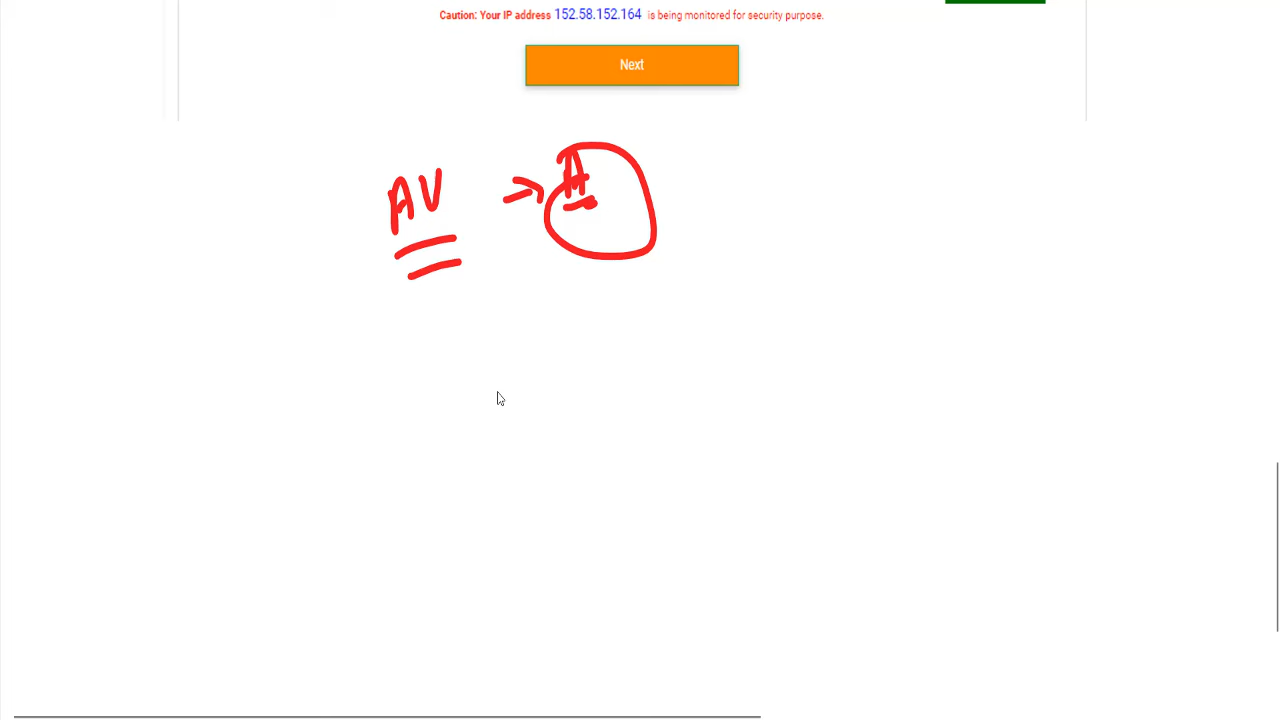 Caution: Your IP address 152.58.152.164 is being monitored for security purpose.
Next
AV → A